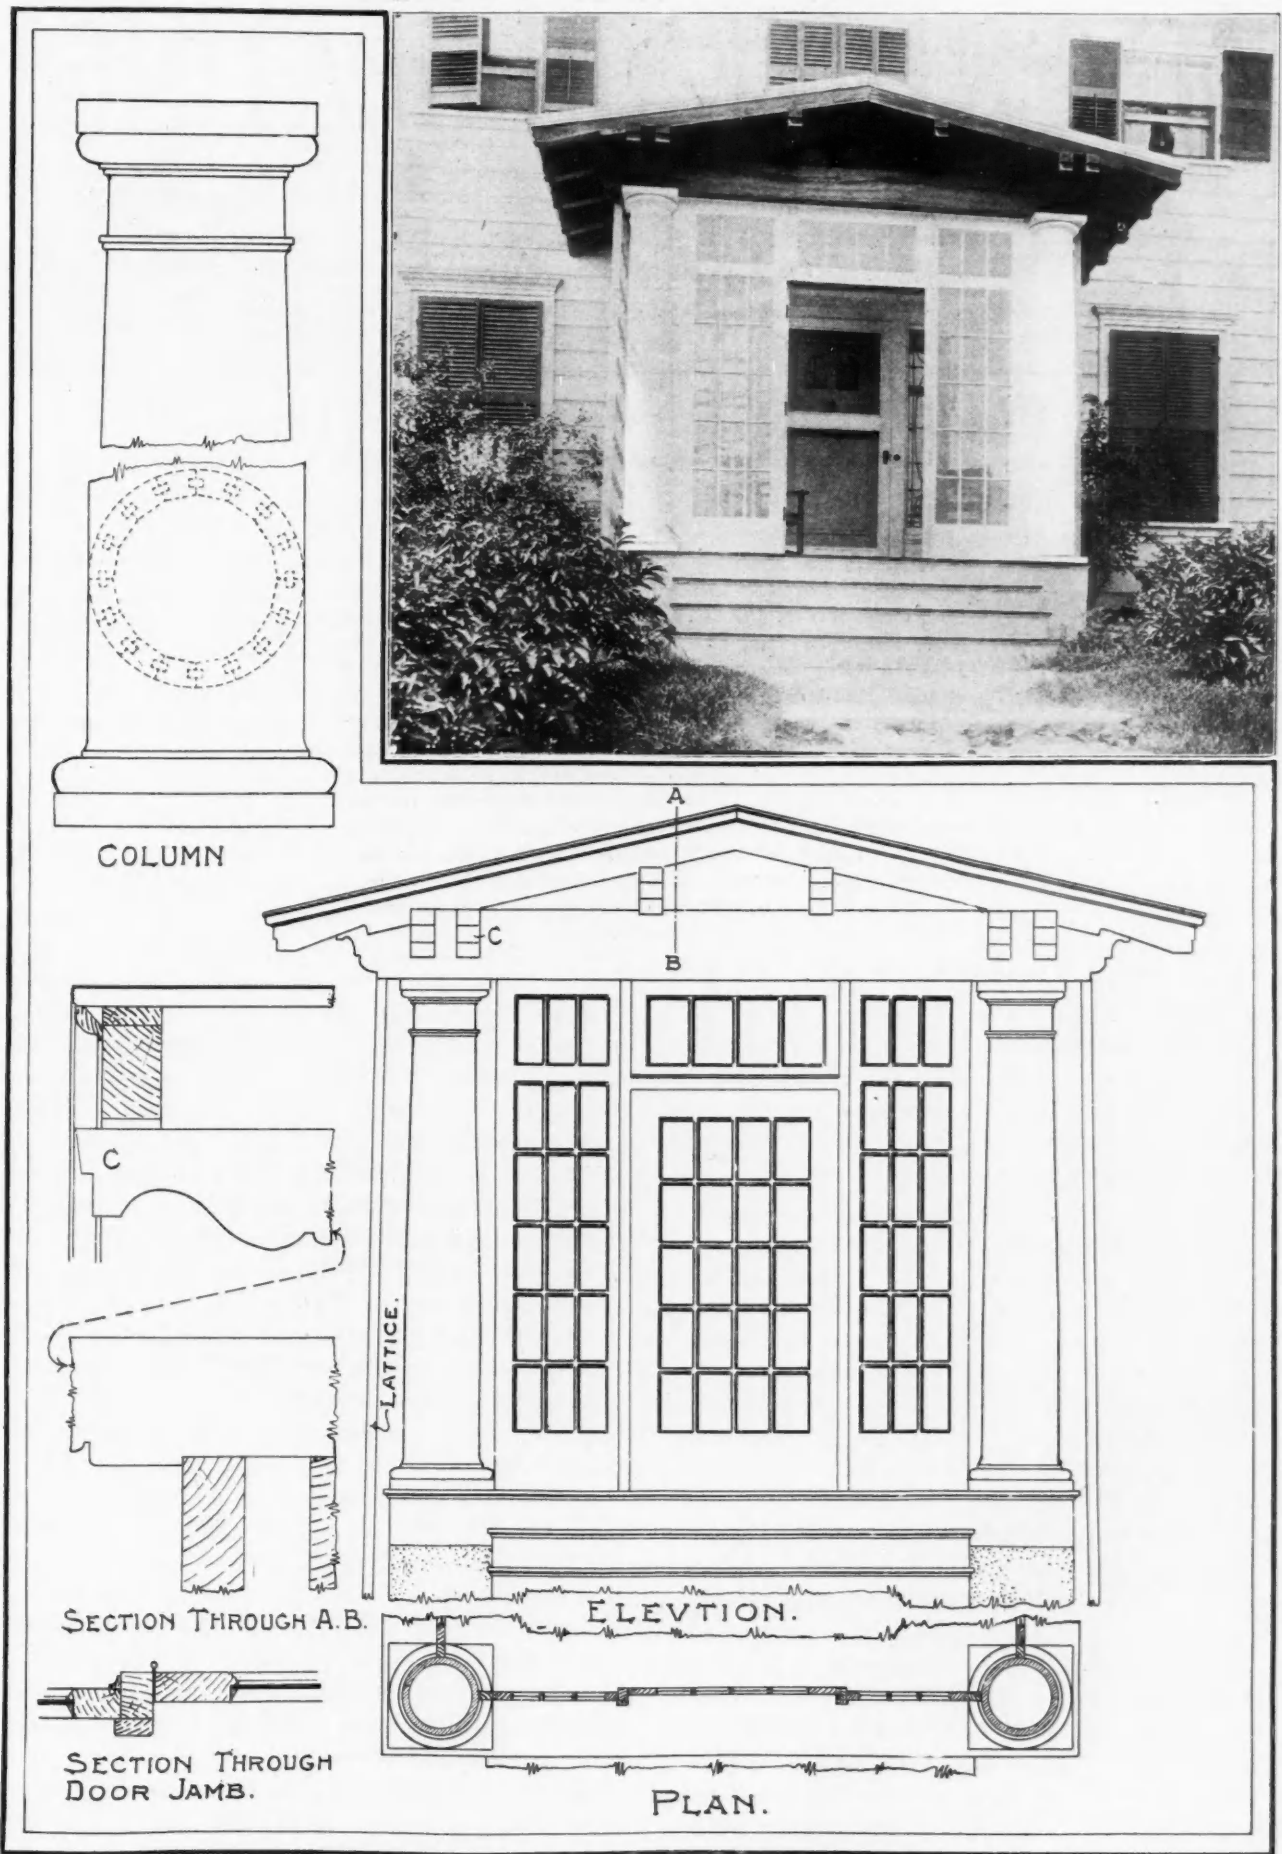 COLUMN
A
C
B
C
LATTICE.
SECTION THROUGH A.B.
ELEVTION.
SECTION THROUGH
DOOR JAMB.
PLAN.